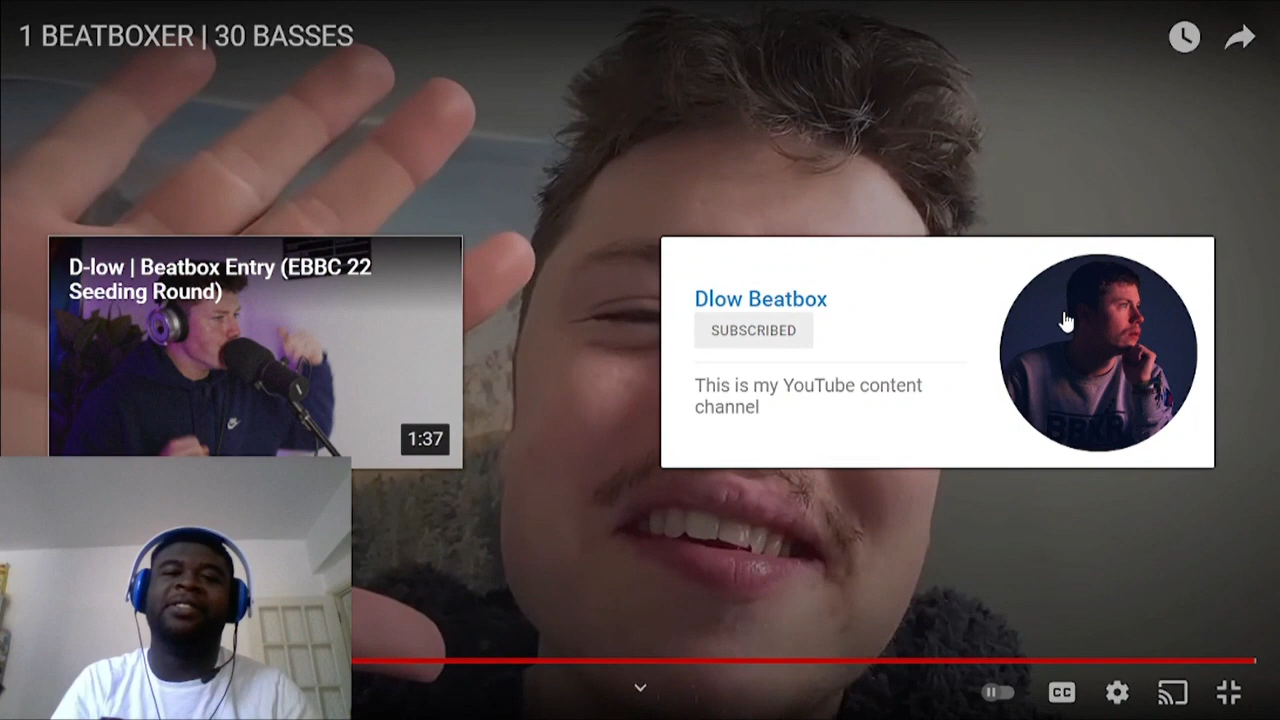 1 BEATBOXER | 30 BASSES
D-low | Beatbox Entry (EBBC 22
Seeding Round)
1:37
Dlow Beatbox
SUBSCRIBED
This is my YouTube content
channel
BBXR
CC